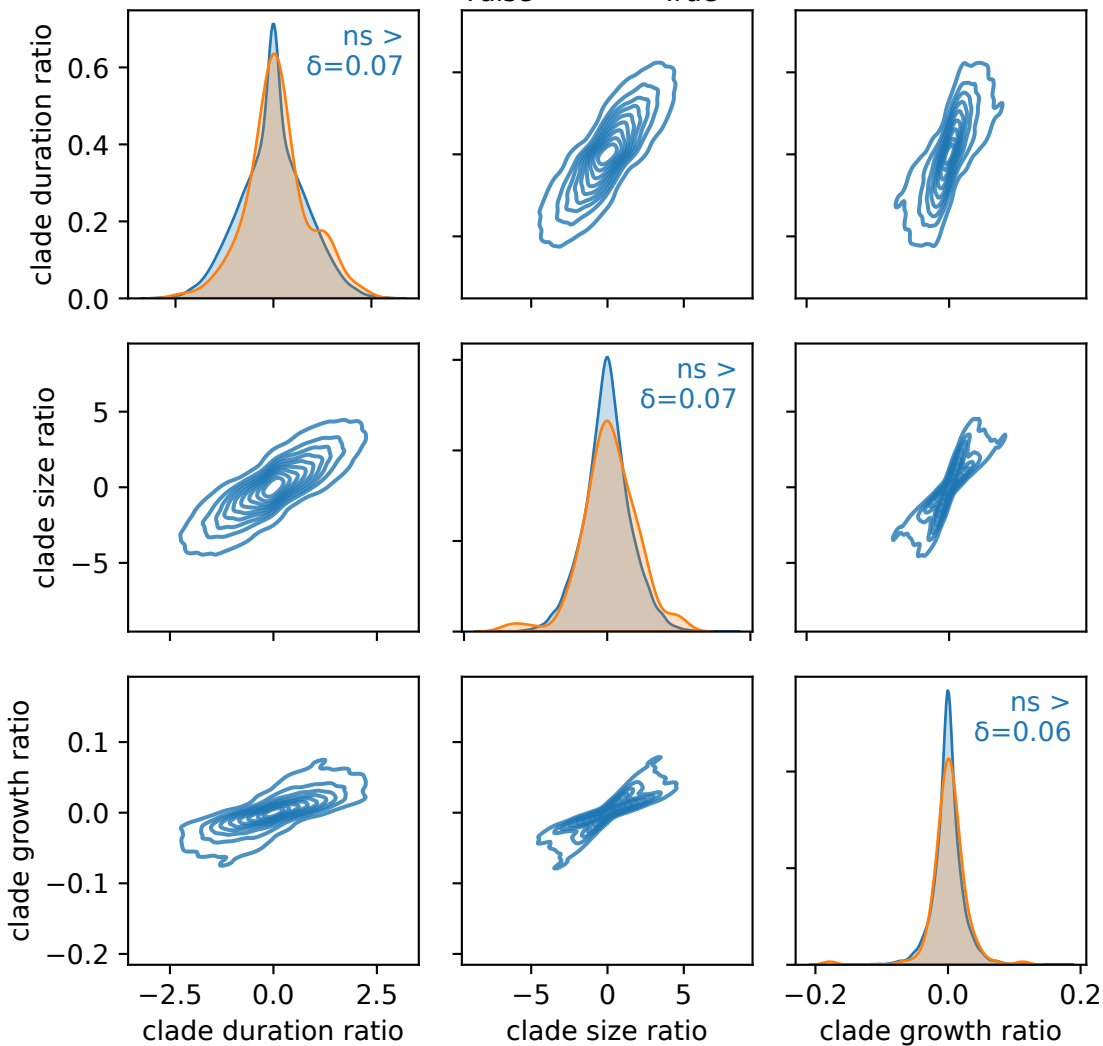 clade duration ratio
0.6
0.4
0.2
0.0
ns >
δ=0.07
clade size ratio
5
0
−5
ns >
δ=0.07
clade growth ratio
0.1
0.0
−0.1
−0.2
ns >
δ=0.06
−2.5 0.0 2.5
−5 0 5
−0.2 0.0 0.2
clade duration ratio
clade size ratio
clade growth ratio